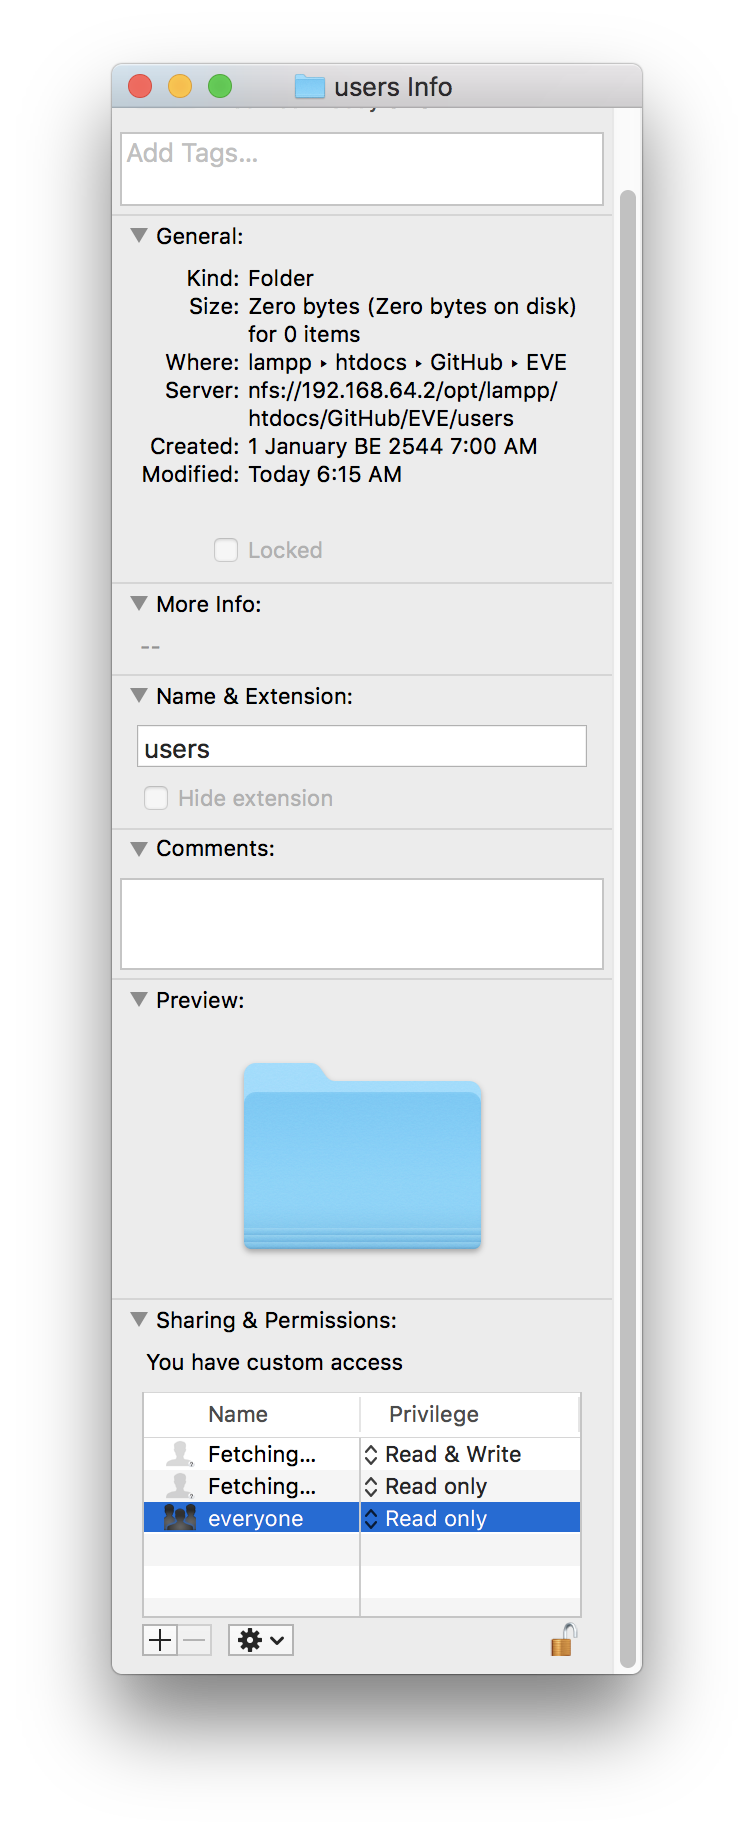 users Info
Add Tags...
General:
Kind: Folder
Size: Zero bytes (Zero bytes on disk)
for 0 items
Where: lampp ‣ htdocs ‣ GitHub ‣ EVE
Server: nfs://192.168.64.2/opt/lampp/
htdocs/GitHub/EVE/users
Created: 1 January BE 2544 7:00 AM
Modified: Today 6:15 AM
Locked
More Info:
--
Name & Extension:
users
Hide extension
Comments:
Preview:
Sharing & Permissions:
You have custom access
Name Privilege
Fetching... Read & Write
Fetching... Read only
everyone Read only